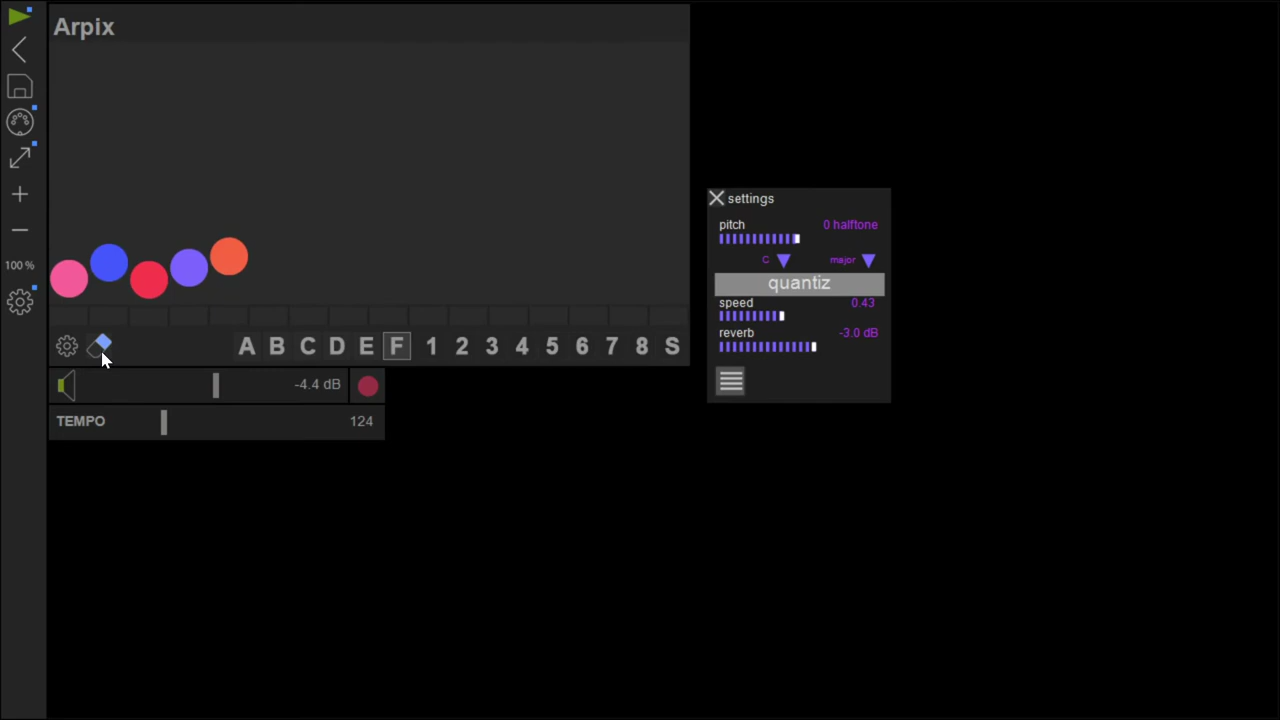 Arpix
100 %
A B C D E F 1 2 3 4 5 6 7 8 S
-4.4 dB
TEMPO 124
settings
pitch 0 halftone
C major
quantiz
speed 0.43
reverb -3.0 dB